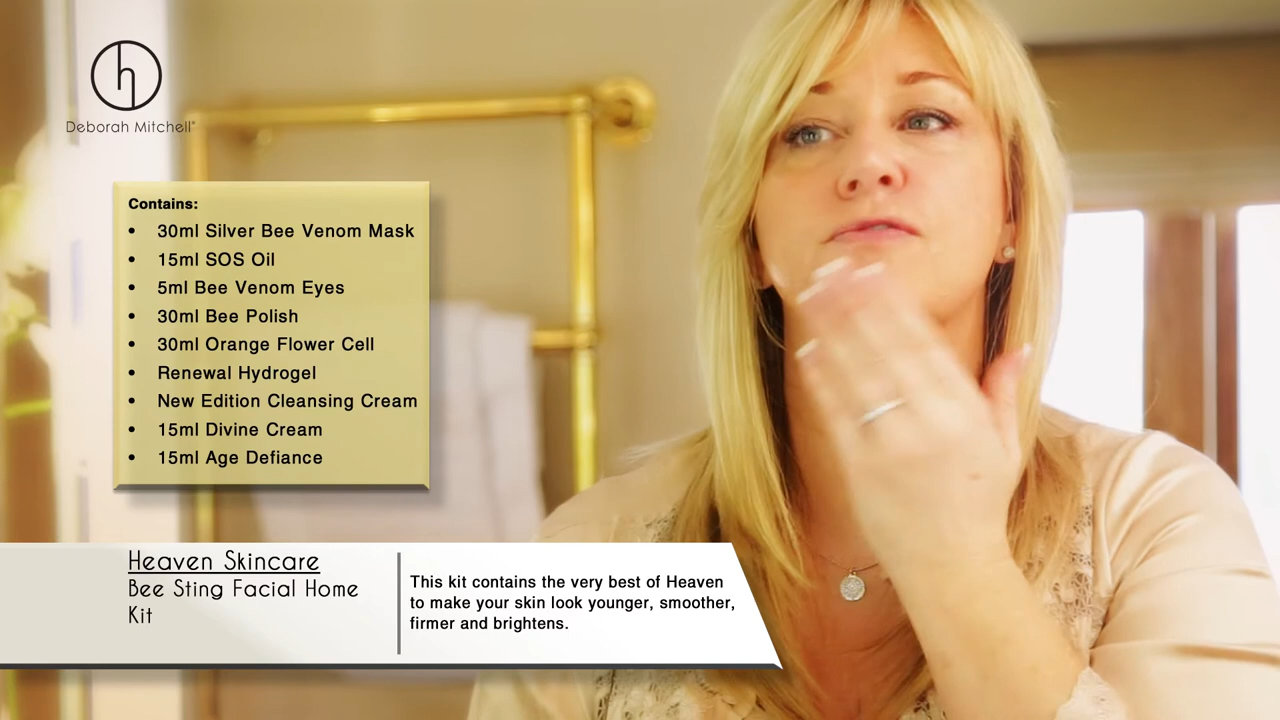 h
Deborah Mitchell®
Contains:
• 30ml Silver Bee Venom Mask
• 15ml SOS Oil
• 5ml Bee Venom Eyes
• 30ml Bee Polish
• 30ml Orange Flower Cell
• Renewal Hydrogel
• New Edition Cleansing Cream
• 15ml Divine Cream
• 15ml Age Defiance
Heaven Skincare
Bee Sting Facial Home
Kit
This kit contains the very best of Heaven
to make your skin look younger, smoother,
firmer and brightens.